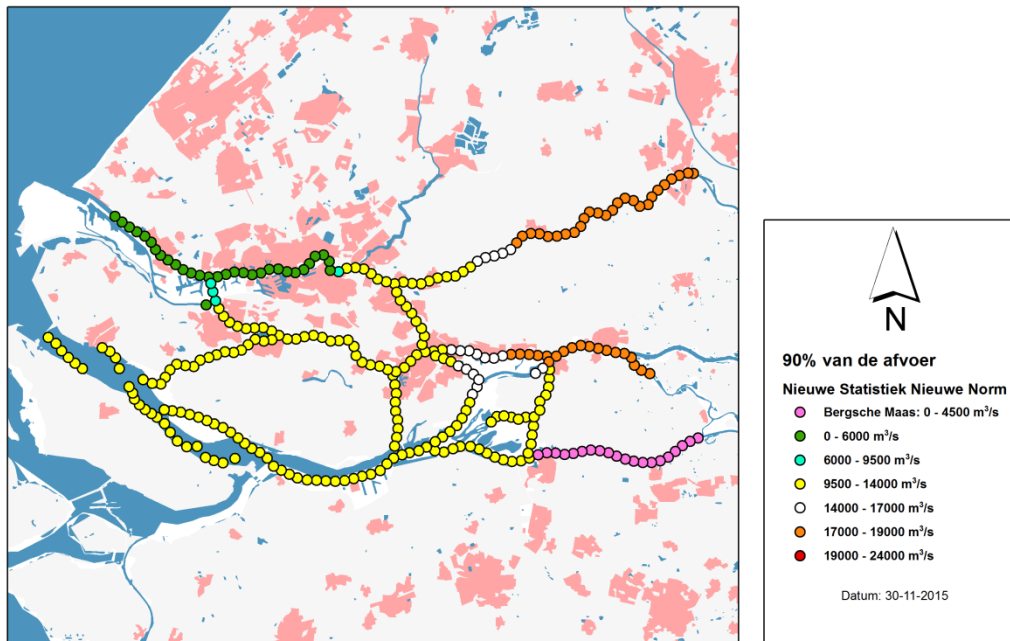 N
90% van de afvoer
Nieuwe Statistiek Nieuwe Norm
Bergsche Maas: 0 - 4500 m³/s
0 - 6000 m³/s
6000 - 9500 m³/s
9500 - 14000 m³/s
14000 - 17000 m³/s
17000 - 19000 m³/s
19000 - 24000 m³/s
Datum: 30-11-2015